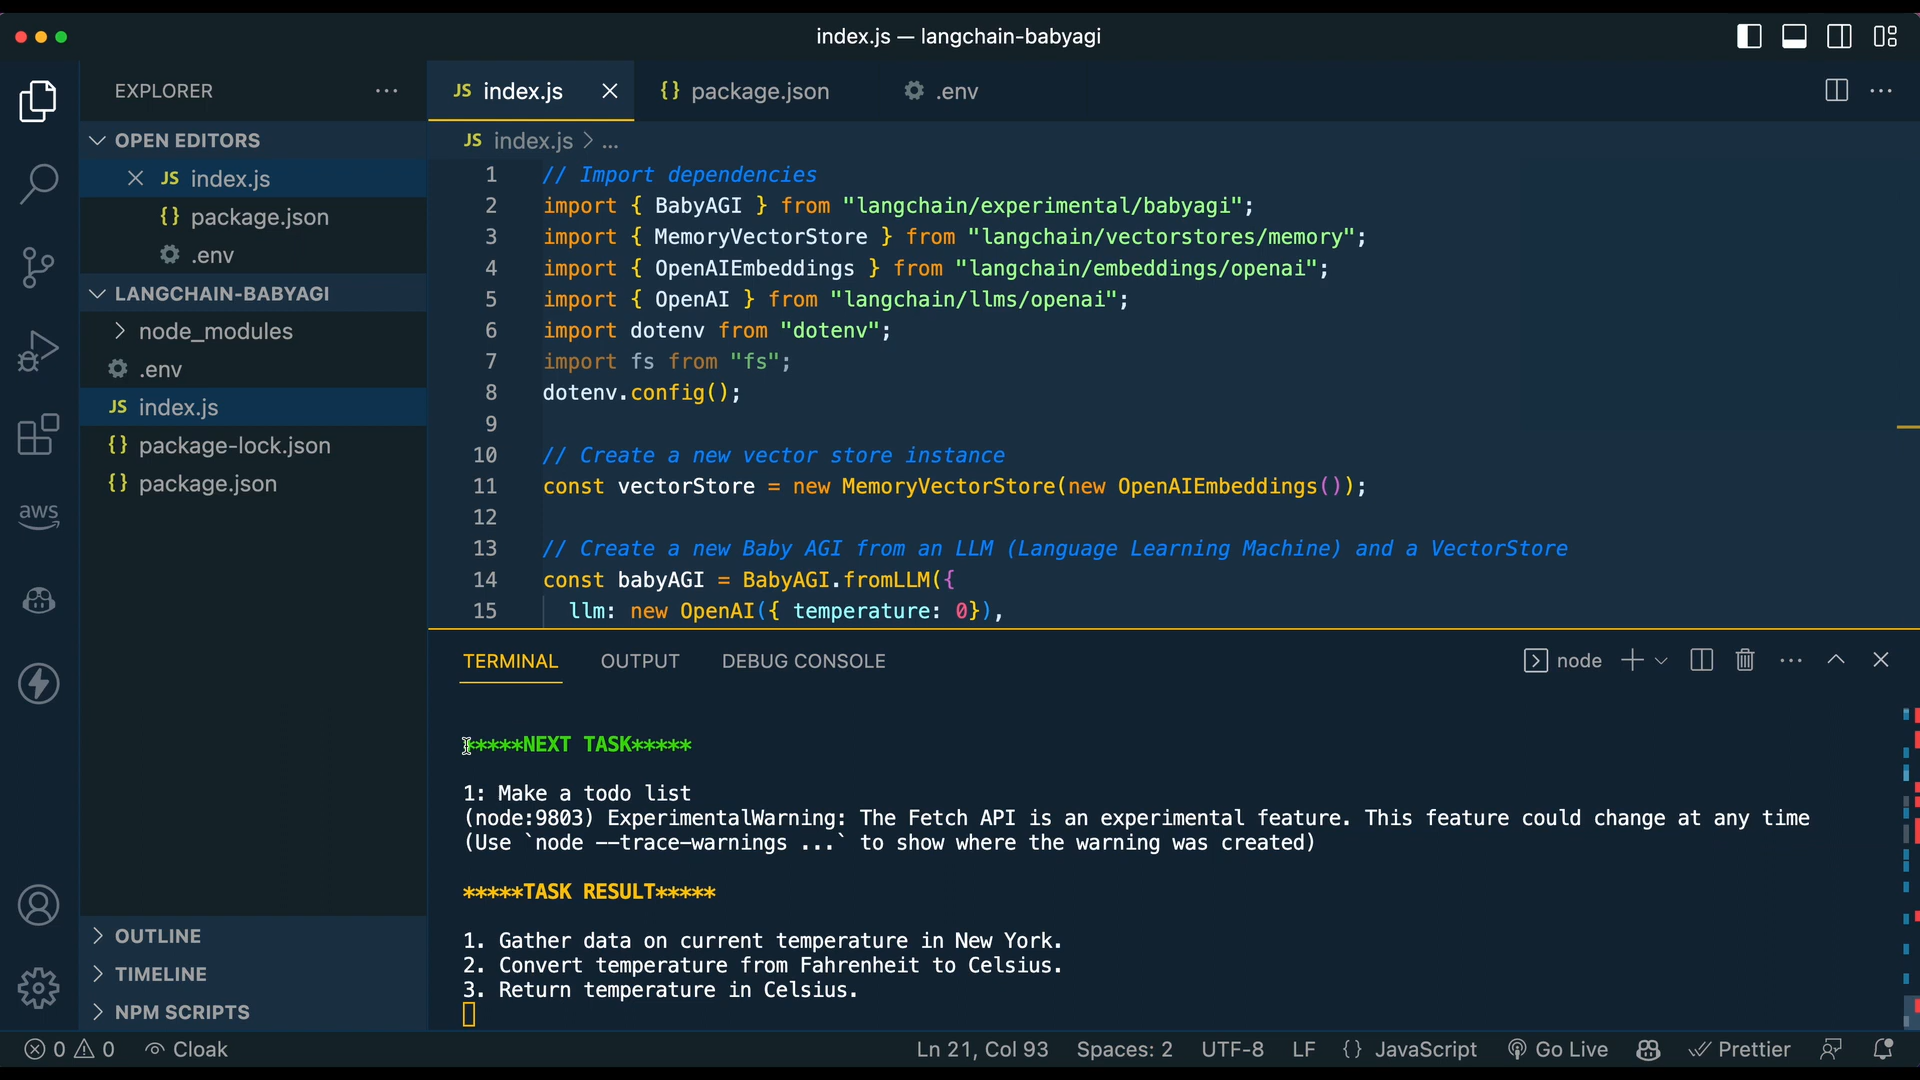 index.js — langchain-babyagi
EXPLORER
OPEN EDITORS
JS index.js
{} package.json
.env
LANGCHAIN-BABYAGI
node_modules
.env
JS index.js
{} package-lock.json
{} package.json
aws
OUTLINE
TIMELINE
NPM SCRIPTS
JS index.js
{} package.json
.env
JS index.js > ...
1 // Import dependencies
2 import { BabyAGI } from "langchain/experimental/babyagi";
3 import { MemoryVectorStore } from "langchain/vectorstores/memory";
4 import { OpenAIEmbeddings } from "langchain/embeddings/openai";
5 import { OpenAI } from "langchain/llms/openai";
6 import dotenv from "dotenv";
7 import fs from "fs";
8 dotenv.config();
9
10 // Create a new vector store instance
11 const vectorStore = new MemoryVectorStore(new OpenAIEmbeddings());
12
13 // Create a new Baby AGI from an LLM (Language Learning Machine) and a VectorStore
14 const babyAGI = BabyAGI.fromLLM({
15 llm: new OpenAI({ temperature: 0}),
TERMINAL OUTPUT DEBUG CONSOLE
node
*****NEXT TASK*****
1: Make a todo list
(node:9803) ExperimentalWarning: The Fetch API is an experimental feature. This feature could change at any time
(Use `node --trace-warnings ...` to show where the warning was created)
*****TASK RESULT*****
1. Gather data on current temperature in New York.
2. Convert temperature from Fahrenheit to Celsius.
3. Return temperature in Celsius.
0 0 Cloak
Ln 21, Col 93 Spaces: 2 UTF-8 LF {} JavaScript Go Live Prettier